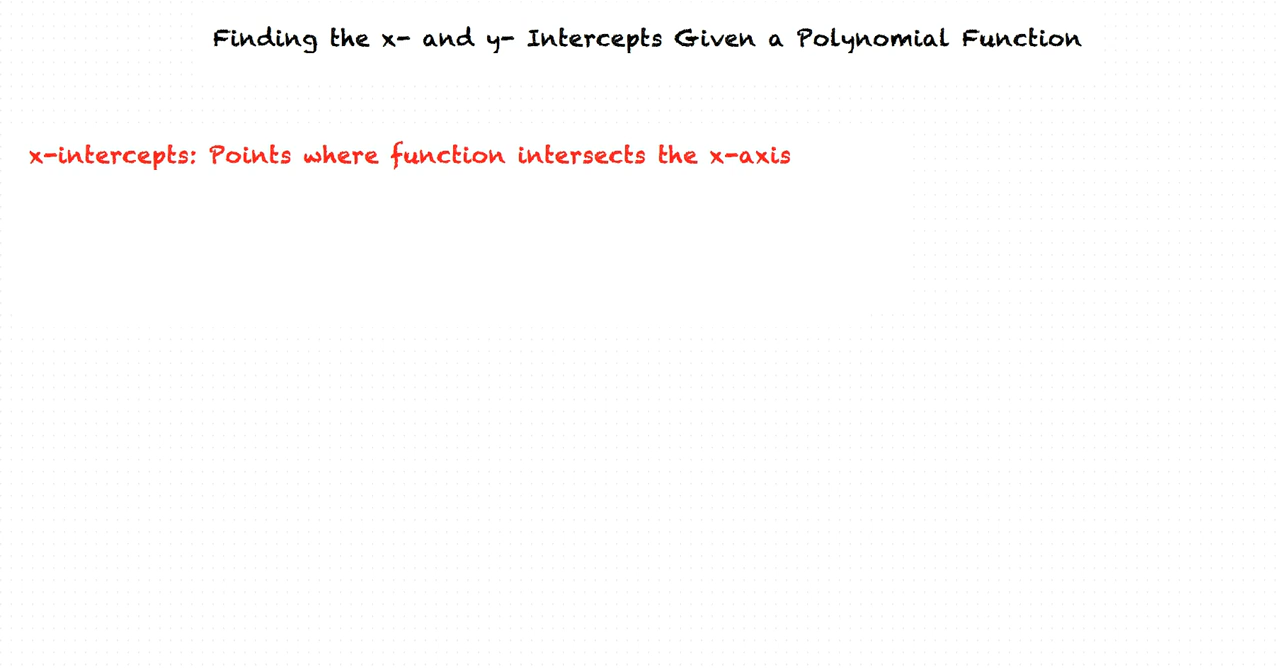 Finding the x- and y- Intercepts Given a Polynomial Function
x-intercepts: Points where function intersects the x-axis